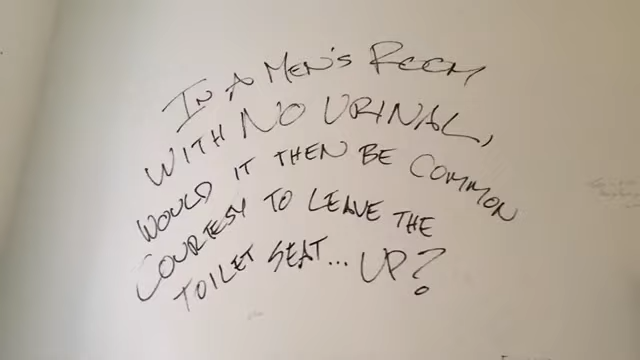 IN A MEN'S ROOM
WITH NO URINAL,
WOULD IT THEN BE COMMON
COURTESY TO LEAVE THE
TOILET SEAT... UP?